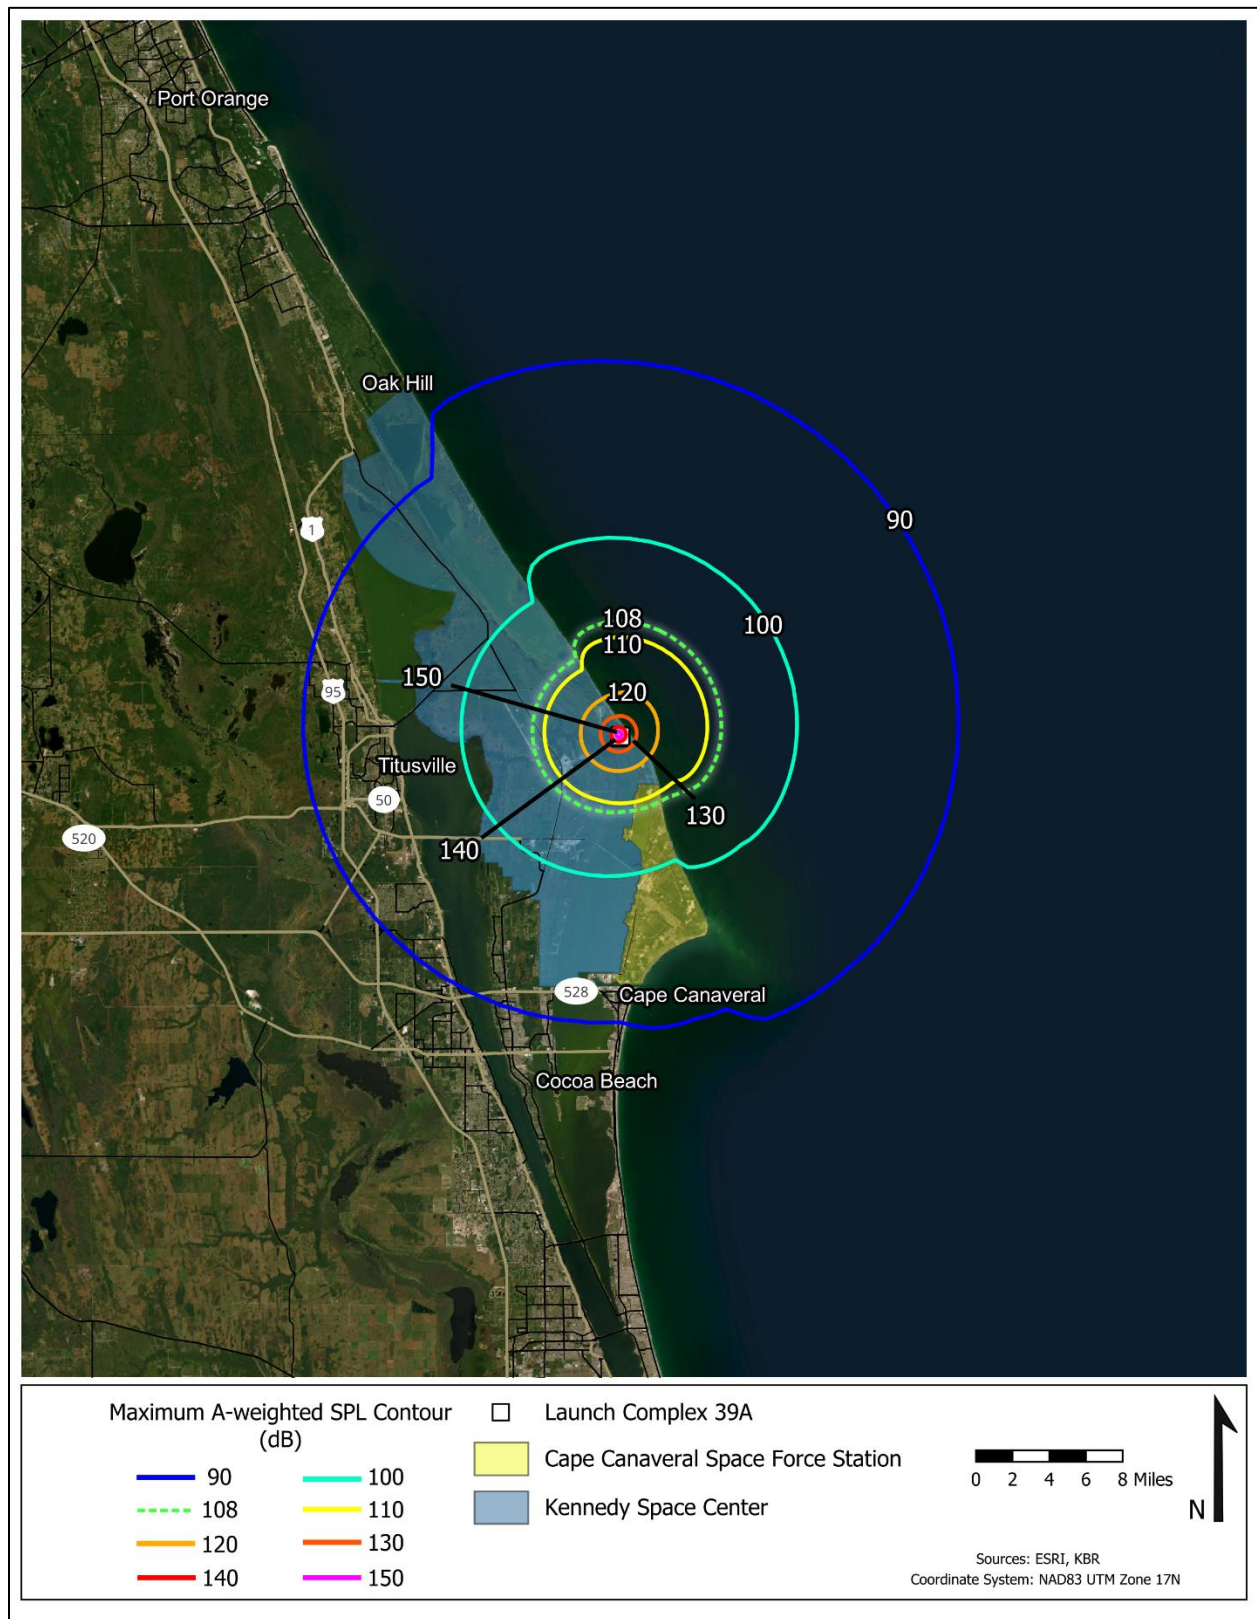 Port Orange
Oak Hill
1
90
108
100
110
150
95
120
Titusville
50
130
520
140
528
Cape Canaveral
Cocoa Beach
Maximum A-weighted SPL Contour
(dB)
90
100
108
110
120
130
140
150
Launch Complex 39A
Cape Canaveral Space Force Station
Kennedy Space Center
0 2 4 6 8 Miles
N
Sources: ESRI, KBR
Coordinate System: NAD83 UTM Zone 17N